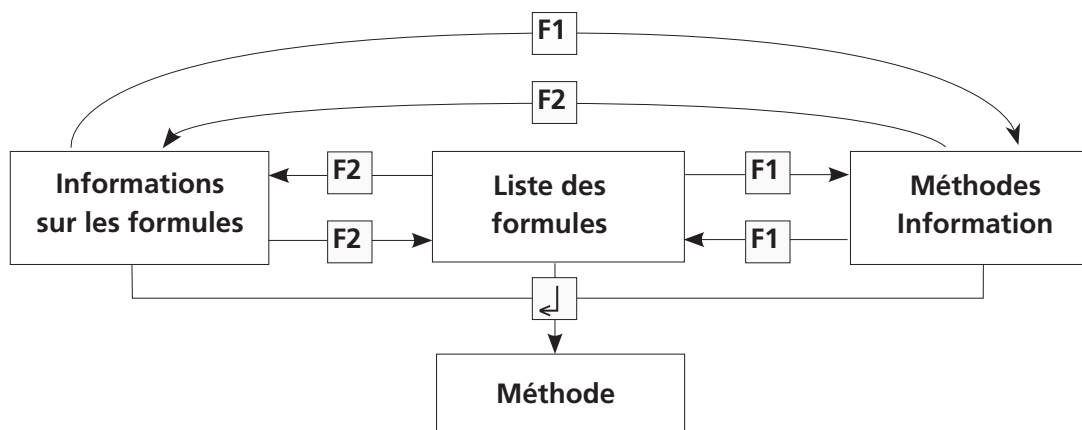 F1
F2
Informations
sur les formules
F2
F2
Liste des
formules
F1
F1
Méthodes
Information
Méthode